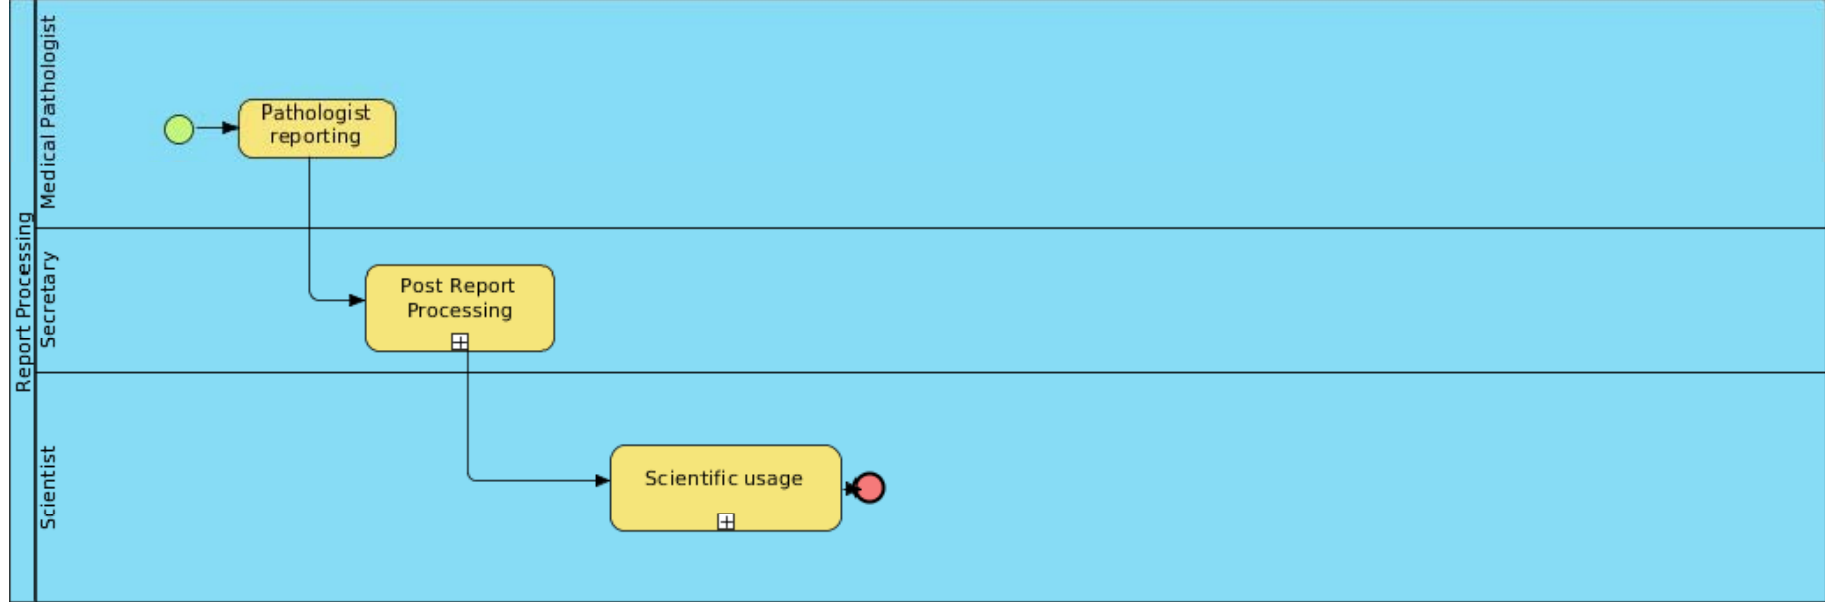 Report Processing
Medical Pathologist
Pathologist
reporting
Secretary
Post Report
Processing
Scientist
Scientific usage